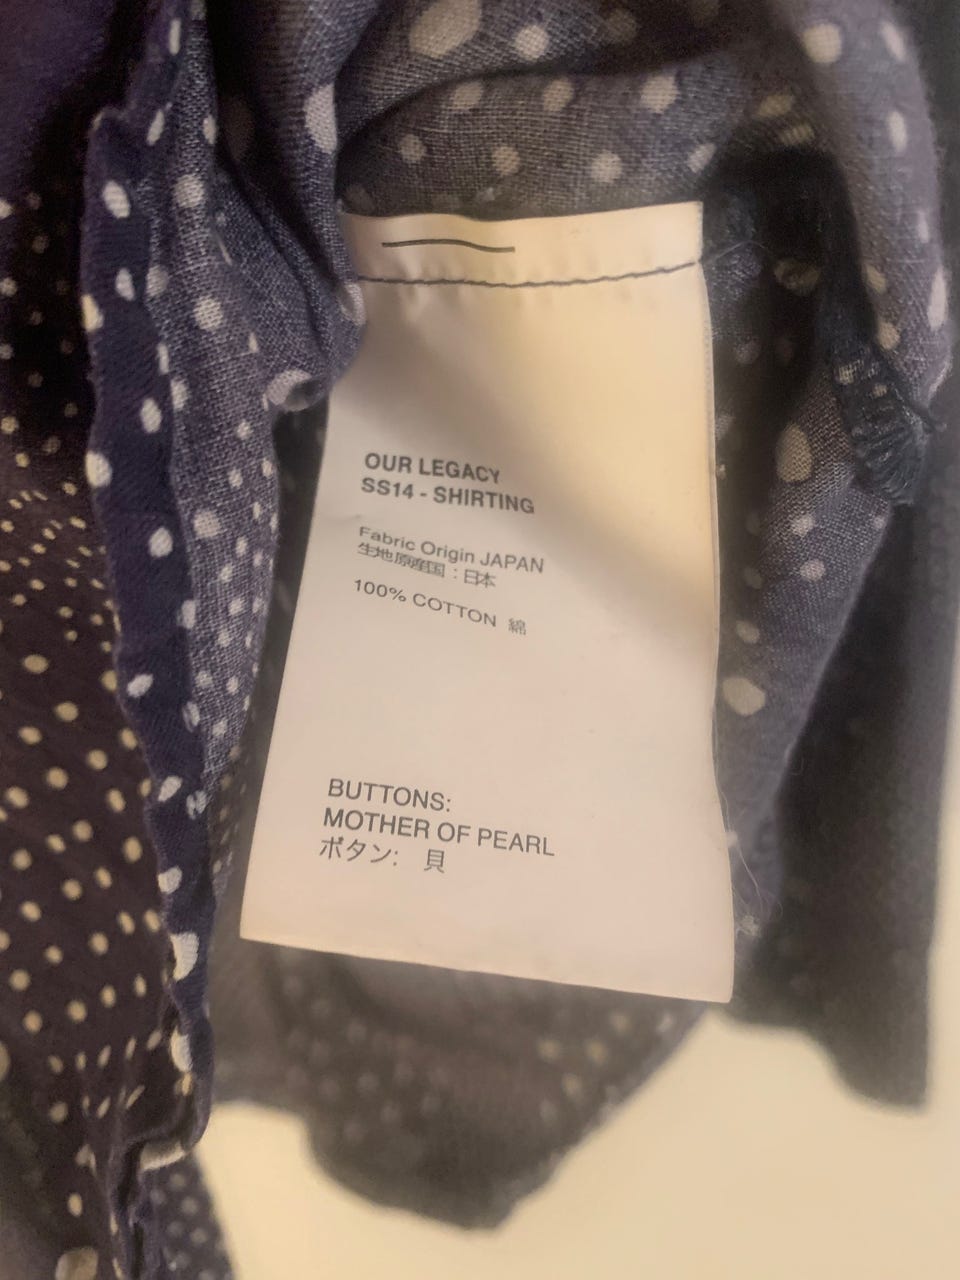 OUR LEGACY
SS14 - SHIRTING
Fabric Origin JAPAN
生地原産国：日本
100% COTTON 綿
BUTTONS:
MOTHER OF PEARL
ボタン: 貝